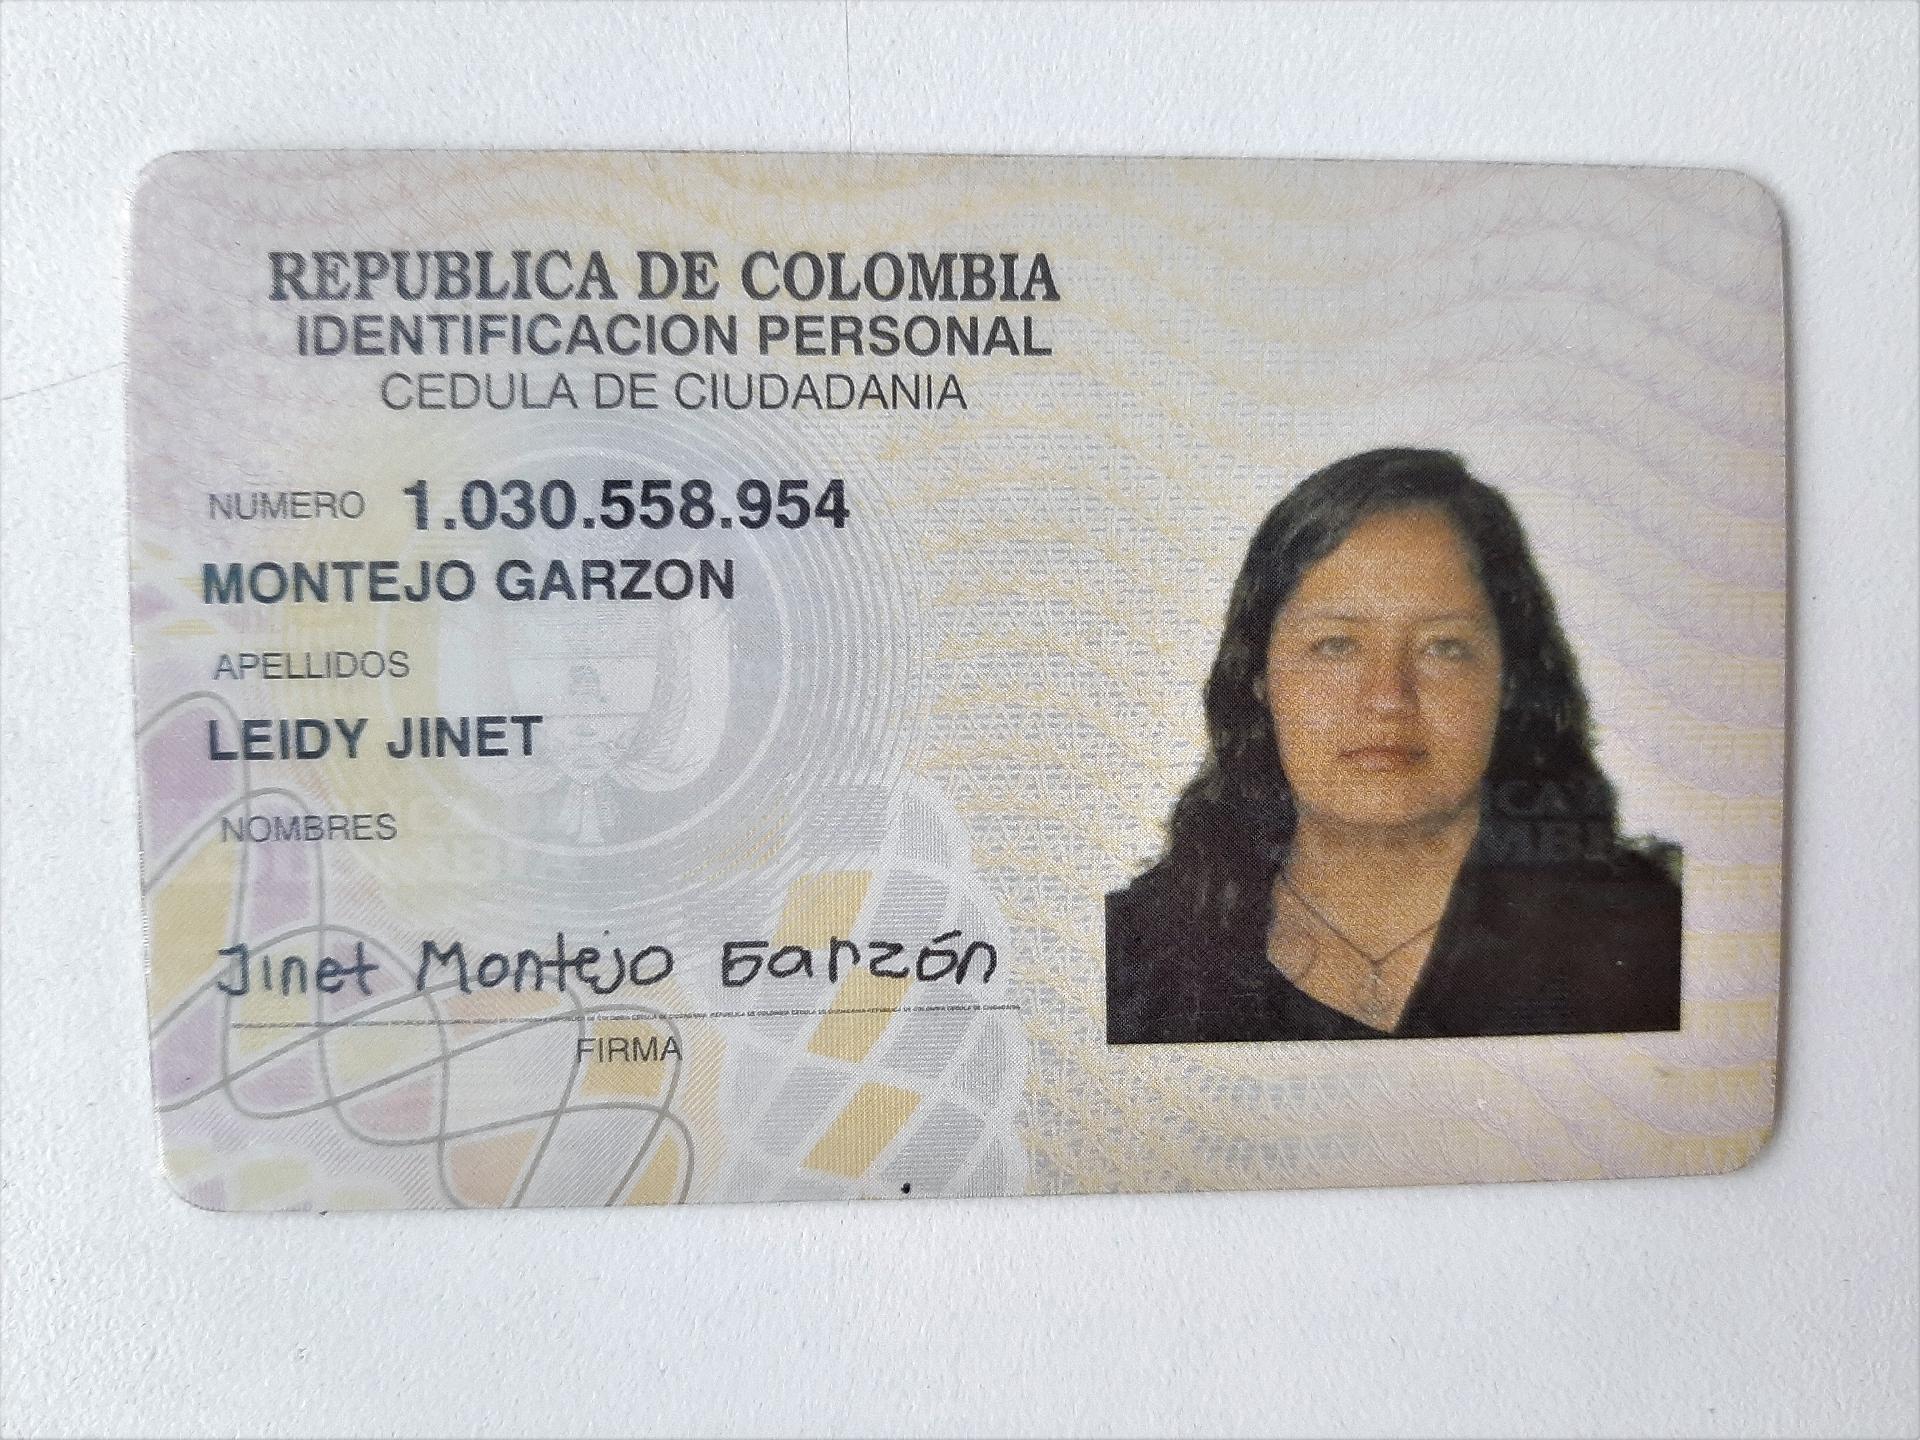 REPUBLICA DE COLOMBIA
IDENTIFICACION PERSONAL
CEDULA DE CIUDADANIA
NUMERO 1.030.558.954
MONTEJO GARZON
APELLIDOS
LEIDY JINET
NOMBRES
Jinet Montejo Garzón
FIRMA